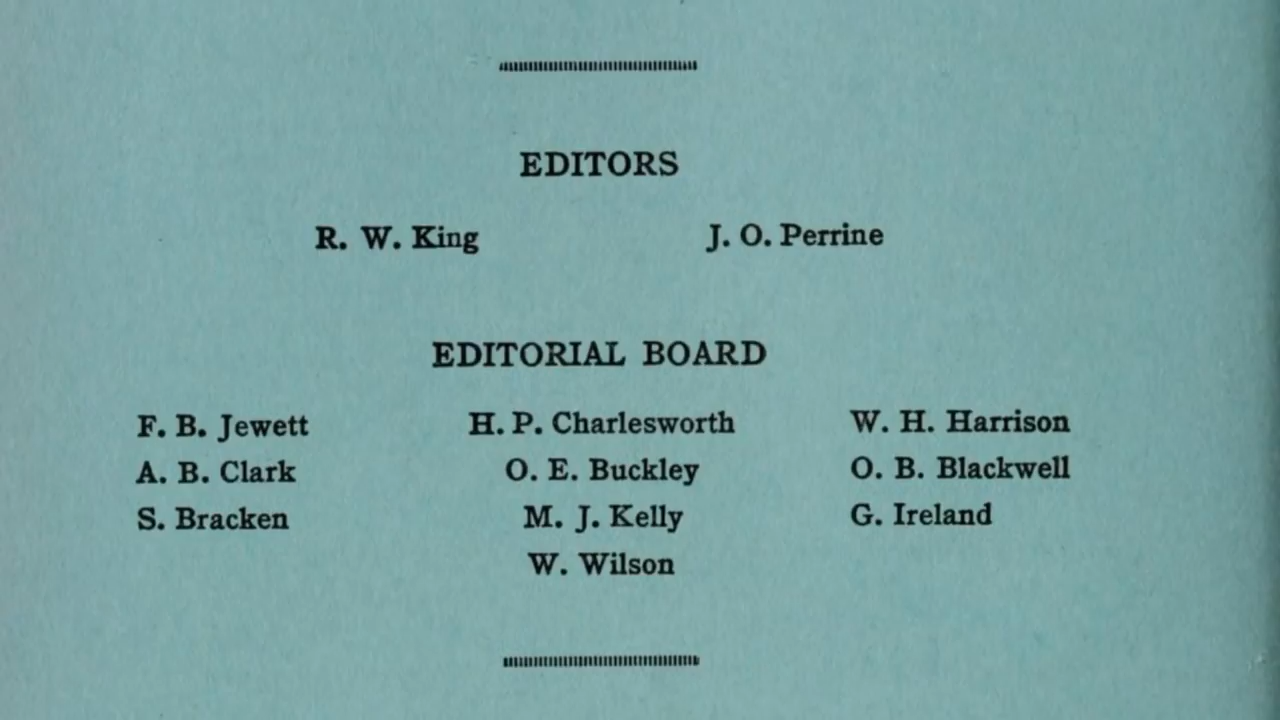 EDITORS
R. W. King J. O. Perrine
EDITORIAL BOARD
F. B. Jewett H. P. Charlesworth W. H. Harrison
A. B. Clark O. E. Buckley O. B. Blackwell
S. Bracken M. J. Kelly G. Ireland
W. Wilson